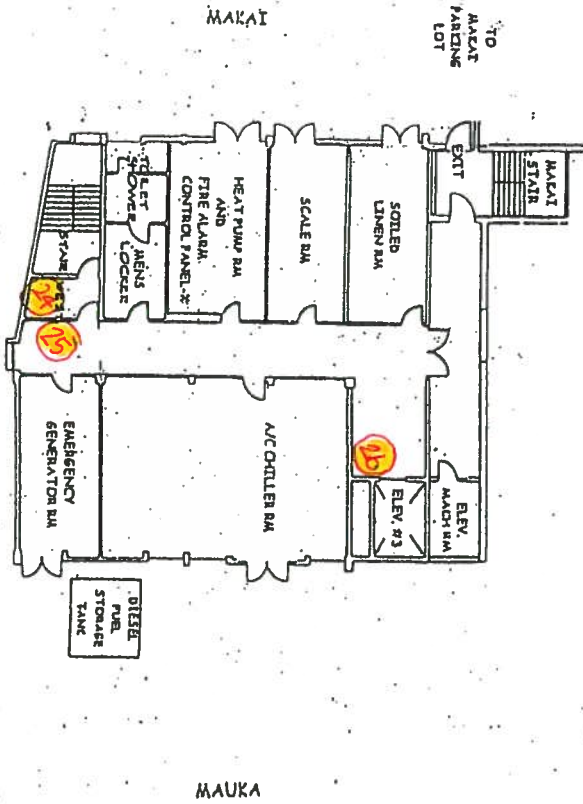 MAKAI
TO
MAKAI
PARKING
LOT
MAKAI
STAIR
EXIT
SOILED
LINEN RM
SCALE RM
HEAT PUMP RM
AND
FIRE ALARM
CONTROL PANEL-X
TOILET
SHOWER
MENS
LOCKER
STAIR
24
25
26
ELEV.
MACH RM
ELEV. #3
A/C CHILLER RM
EMERGENCY
GENERATOR RM
DIESEL
FUEL
STORAGE
TANK
MAUKA